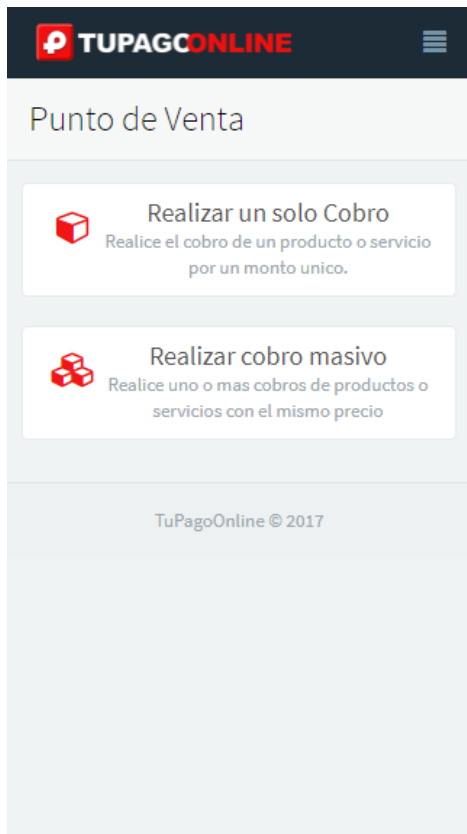 TUPAGOONLINE
Punto de Venta
Realizar un solo Cobro
Realice el cobro de un producto o servicio
por un monto unico.
Realizar cobro masivo
Realice uno o mas cobros de productos o
servicios con el mismo precio
TuPagoOnline © 2017